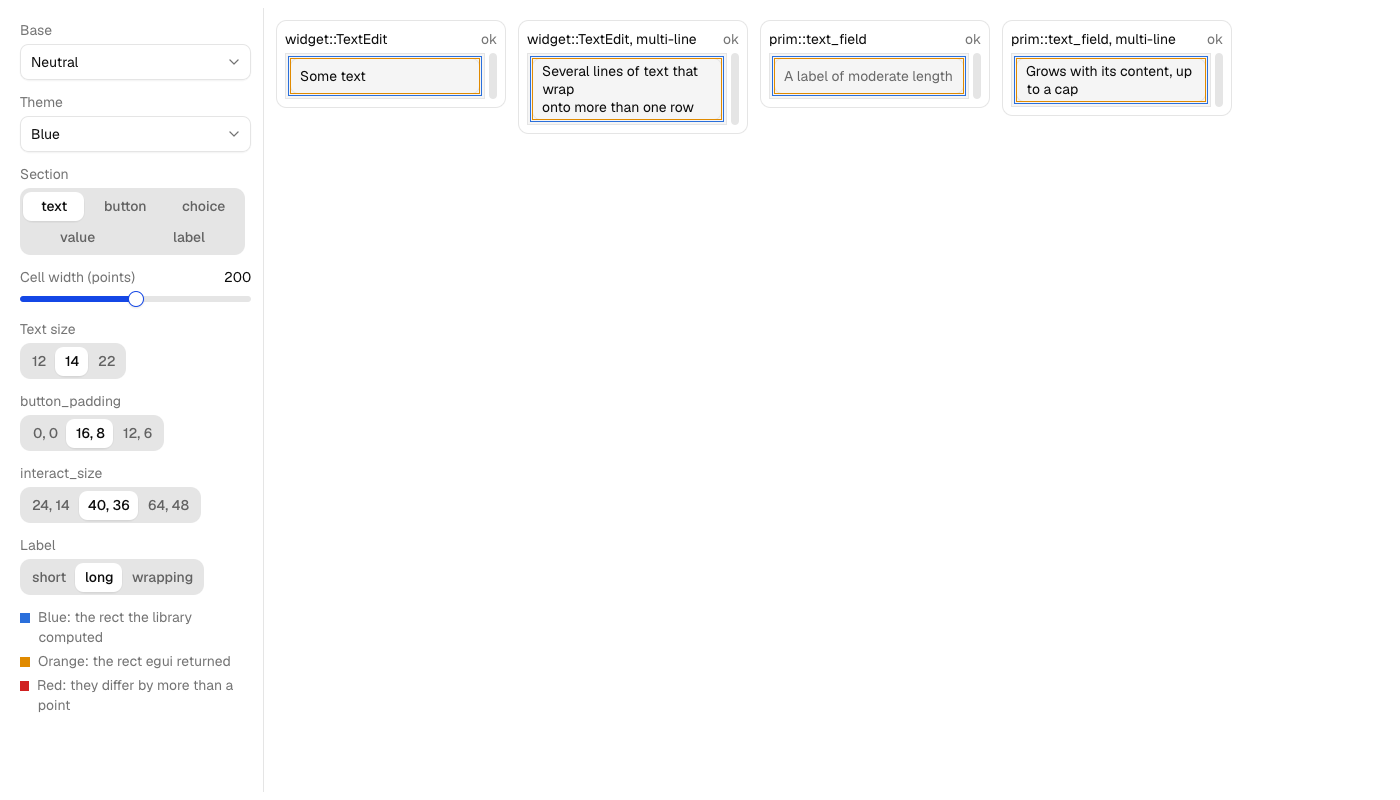 Base
Neutral
Theme
Blue
Section
text button choice
value label
Cell width (points) 200
Text size
12 14 22
button_padding
0, 0 16, 8 12, 6
interact_size
24, 14 40, 36 64, 48
Label
short long wrapping
Blue: the rect the library
computed
Orange: the rect egui returned
Red: they differ by more than a
point
widget::TextEdit ok
Some text
widget::TextEdit, multi-line ok
Several lines of text that
wrap
onto more than one row
prim::text_field ok
A label of moderate length
prim::text_field, multi-line ok
Grows with its content, up
to a cap